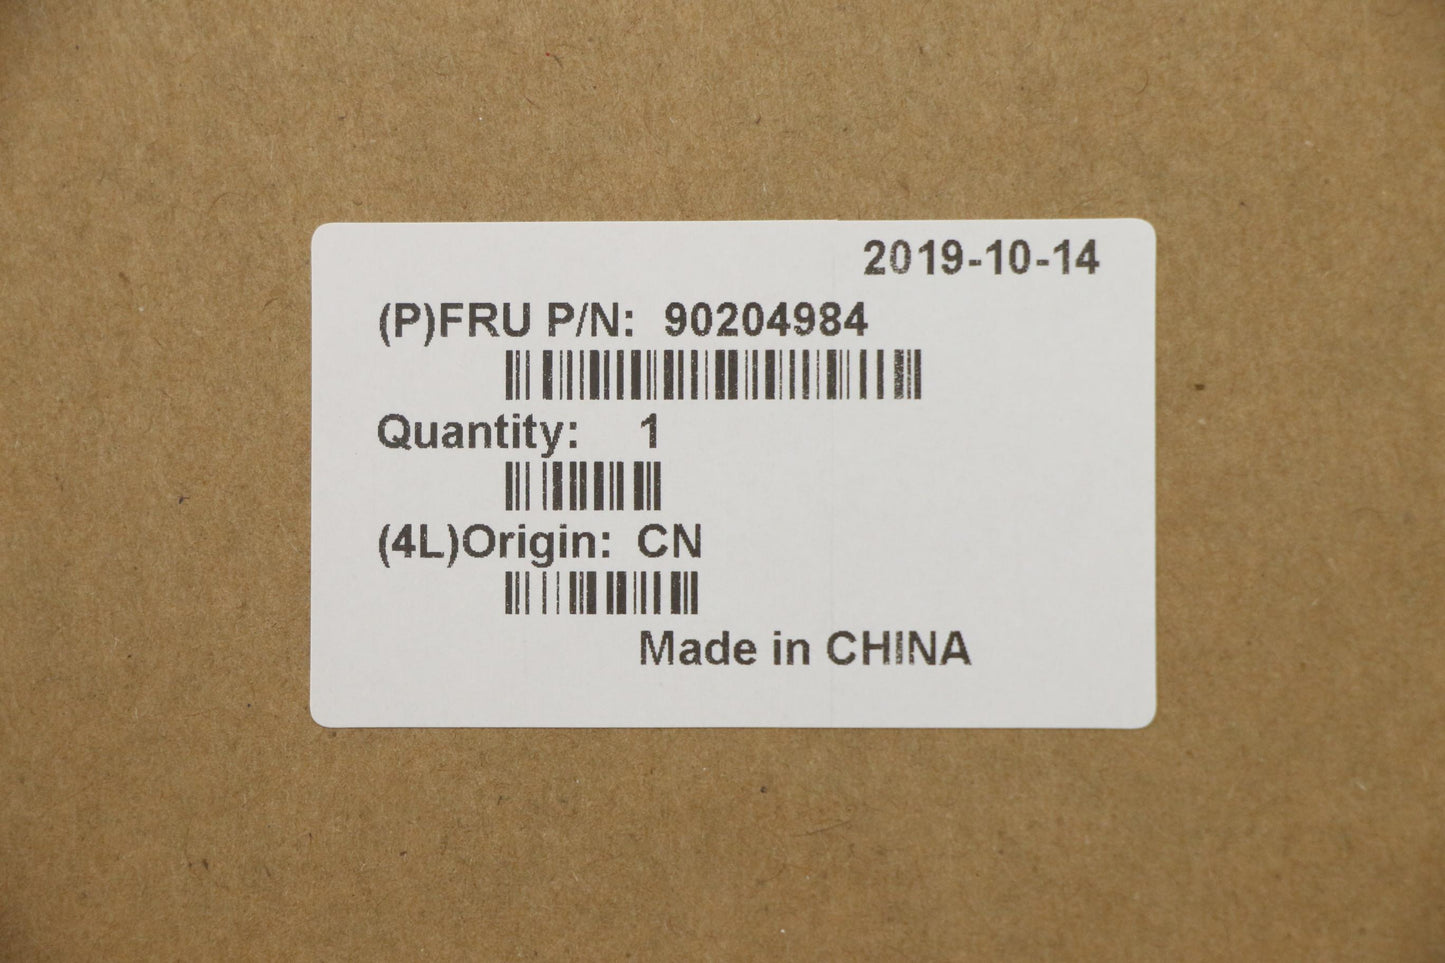 2019-10-14
(P)FRU P/N: 90204984
Quantity: 1
(4L)Origin: CN
Made in CHINA